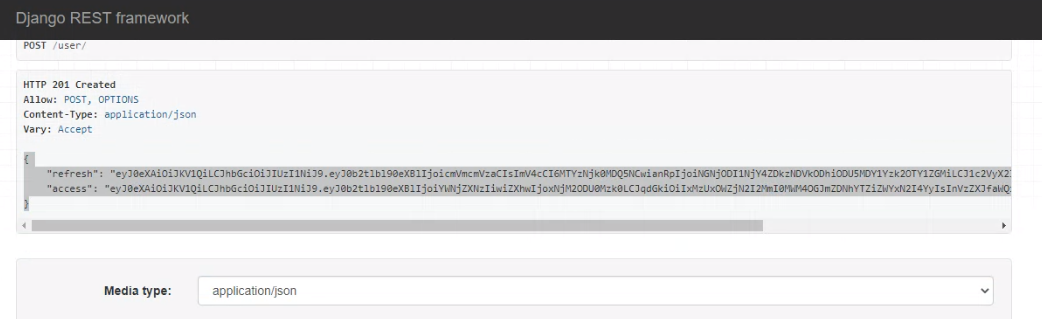 Django REST framework
POST /user/
HTTP 201 Created
Allow: POST, OPTIONS
Content-Type: application/json
Vary: Accept
{
"refresh": "eyJ0eXAiOiJKV1QiLCJhbGciOiJIUzI1NiJ9.eyJ0b2tlbl90eXBlIjoicmVmcmVzaCIsImV4cCI6MTYzNjk0MDQ5NCwianRpIjoiNGNjODI1NjY4ZDkzNDVkODhiODU5MDY1Yzk2OTY1ZGMiLCJ1c2VyX2
"access": "eyJ0eXAiOiJKV1QiLCJhbGciOiJIUzI1NiJ9.eyJ0b2tlbl90eXBlIjoiYWNjZXNzIiwiZXhwIjoxNjM2ODU0Mzk0LCJqdGkiOiIxMzUxOWZjN2I2MmI0MWM4OGJmZDNhYTZiZWYxN2I4YyIsInVzZXJfaWQi
}
Media type:
application/json